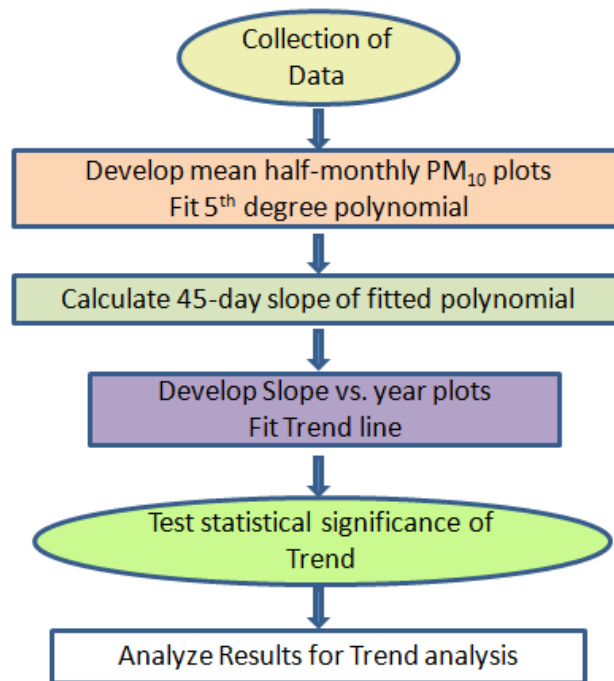 Collection of
Data
Develop mean half-monthly PM₁₀ plots
Fit 5ᵗʰ degree polynomial
Calculate 45-day slope of fitted polynomial
Develop Slope vs. year plots
Fit Trend line
Test statistical significance of
Trend
Analyze Results for Trend analysis